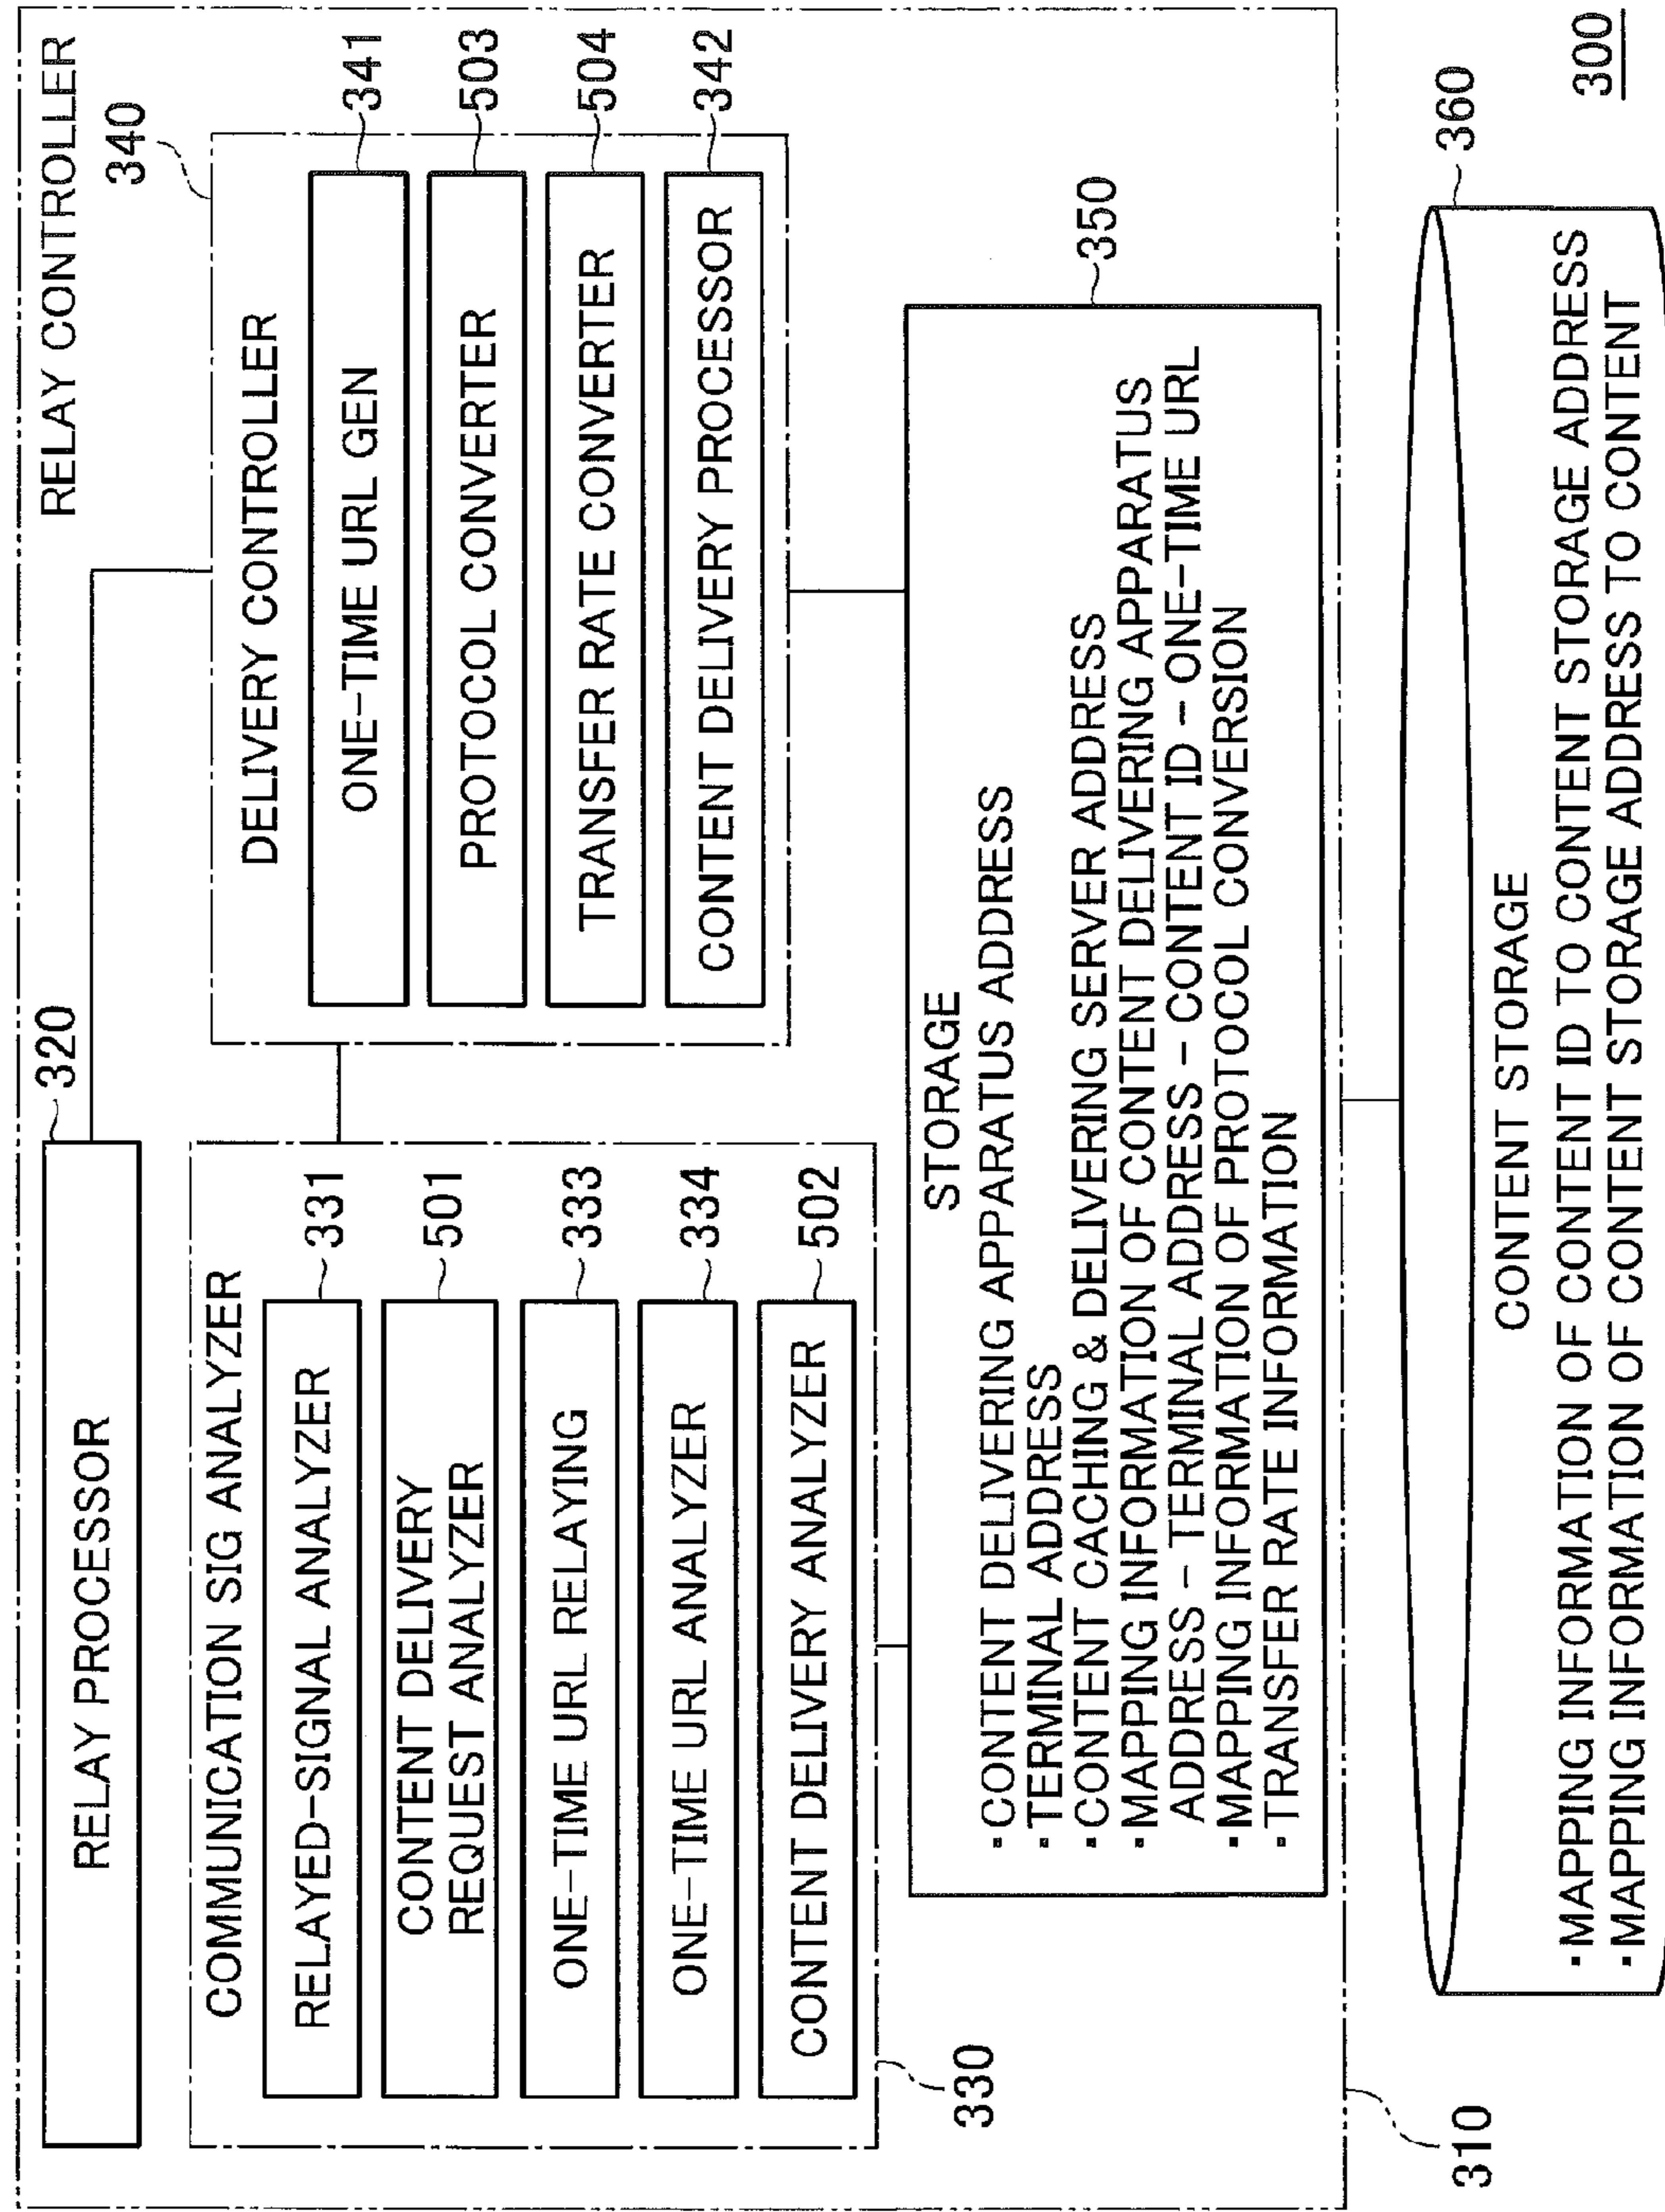 RELAY CONTROLLER
RELAY PROCESSOR
320
COMMUNICATION SIG ANALYZER
RELAYED-SIGNAL ANALYZER
331
CONTENT DELIVERY
REQUEST ANALYZER
501
ONE-TIME URL RELAYING
333
ONE-TIME URL ANALYZER
334
CONTENT DELIVERY ANALYZER
502
330
340
DELIVERY CONTROLLER
ONE-TIME URL GEN
341
PROTOCOL CONVERTER
503
TRANSFER RATE CONVERTER
504
CONTENT DELIVERY PROCESSOR
342
STORAGE
350
·CONTENT DELIVERING APPARATUS ADDRESS
·TERMINAL ADDRESS
·CONTENT CACHING & DELIVERING SERVER ADDRESS
·MAPPING INFORMATION OF CONTENT DELIVERING APPARATUS
ADDRESS - TERMINAL ADDRESS - CONTENT ID - ONE-TIME URL
·MAPPING INFORMATION OF PROTOCOL CONVERSION
·TRANSFER RATE INFORMATION
310
360
CONTENT STORAGE
·MAPPING INFORMATION OF CONTENT ID TO CONTENT STORAGE ADDRESS
·MAPPING INFORMATION OF CONTENT STORAGE ADDRESS TO CONTENT
300